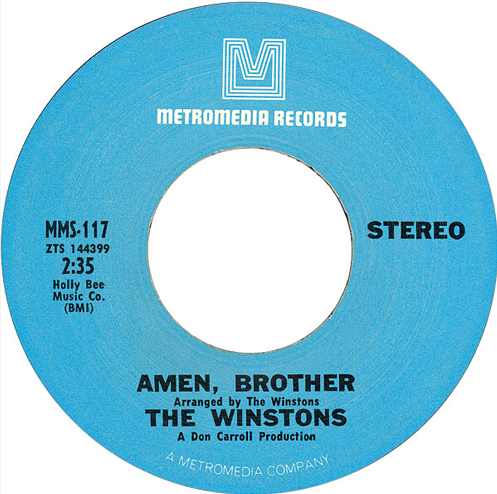 METROMEDIA RECORDS
MMS-117
ZTS 144399
2:35
Holly Bee
Music Co.
(BMI)
STEREO
AMEN, BROTHER
Arranged by The Winstons
THE WINSTONS
A Don Carroll Production
A METROMEDIA COMPANY